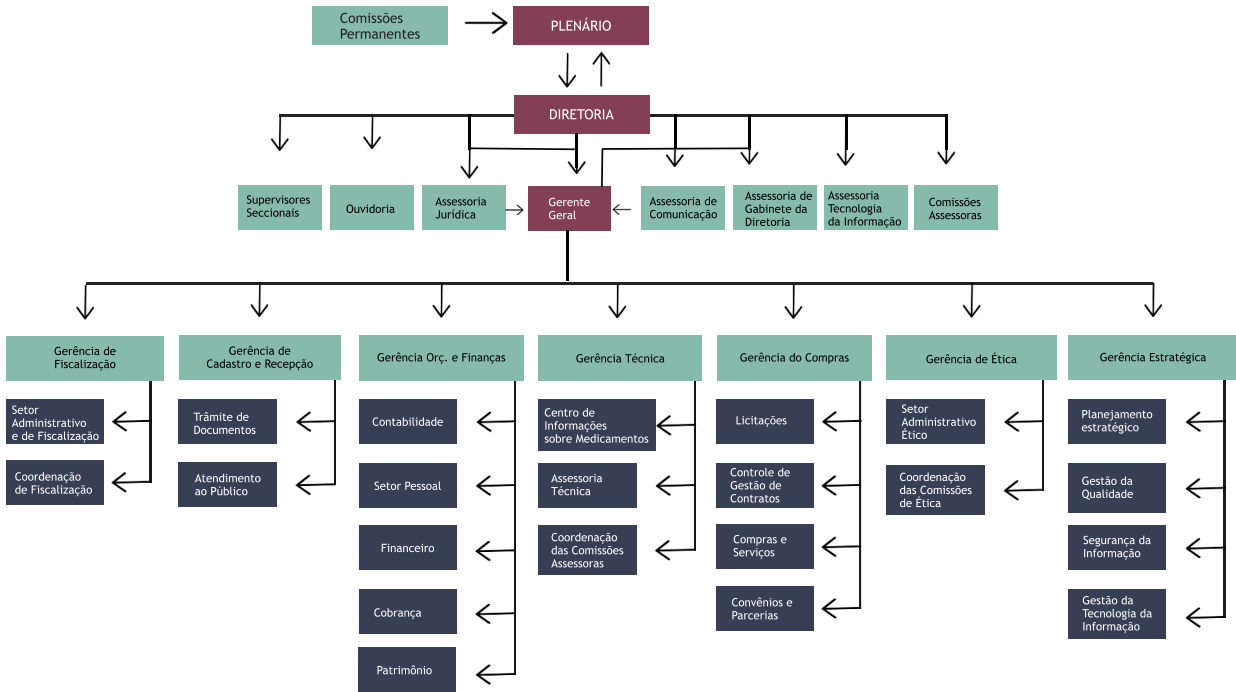 Comissões
Permanentes
PLENÁRIO
DIRETORIA
Supervisores
Seccionais
Ouvidoria
Assessoria
Jurídica
Gerente
Geral
Assessoria de
Comunicação
Assessoria de
Gabinete da
Diretoria
Assessoria
Tecnologia
da Informação
Comissões
Assessoras
Gerência de
Fiscalização
Gerência de
Cadastro e Recepção
Gerência Orç. e Finanças
Gerência Técnica
Gerência do Compras
Gerência de Ética
Gerência Estratégica
Setor
Administrativo
e de Fiscalização
Coordenação
de Fiscalização
Trâmite de
Documentos
Atendimento
ao Público
Contabilidade
Setor Pessoal
Financeiro
Cobrança
Patrimônio
Centro de
Informações
sobre Medicamentos
Assessoria
Técnica
Coordenação
das Comissões
Assessoras
Licitações
Controle de
Gestão de
Contratos
Compras e
Serviços
Convênios e
Parcerias
Setor
Administrativo
Ético
Coordenação
das Comissões
de Ética
Planejamento
estratégico
Gestão da
Qualidade
Segurança da
Informação
Gestão da
Tecnologia da
Informação